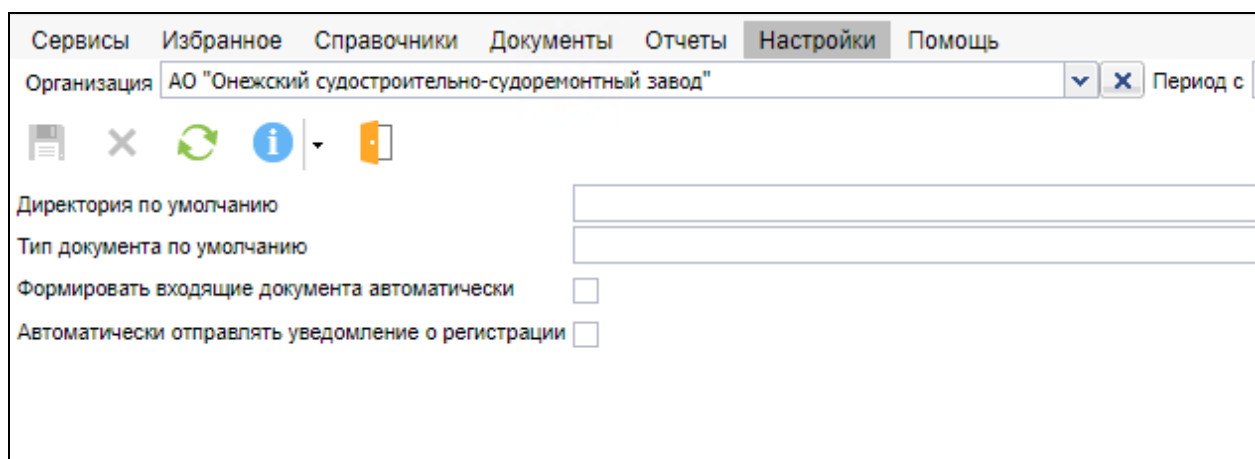 Сервисы Избранное Справочники Документы Отчеты Настройки Помощь
Организация АО "Онежский судостроительно-судоремонтный завод" Период с
Директория по умолчанию
Тип документа по умолчанию
Формировать входящие документа автоматически
Автоматически отправлять уведомление о регистрации